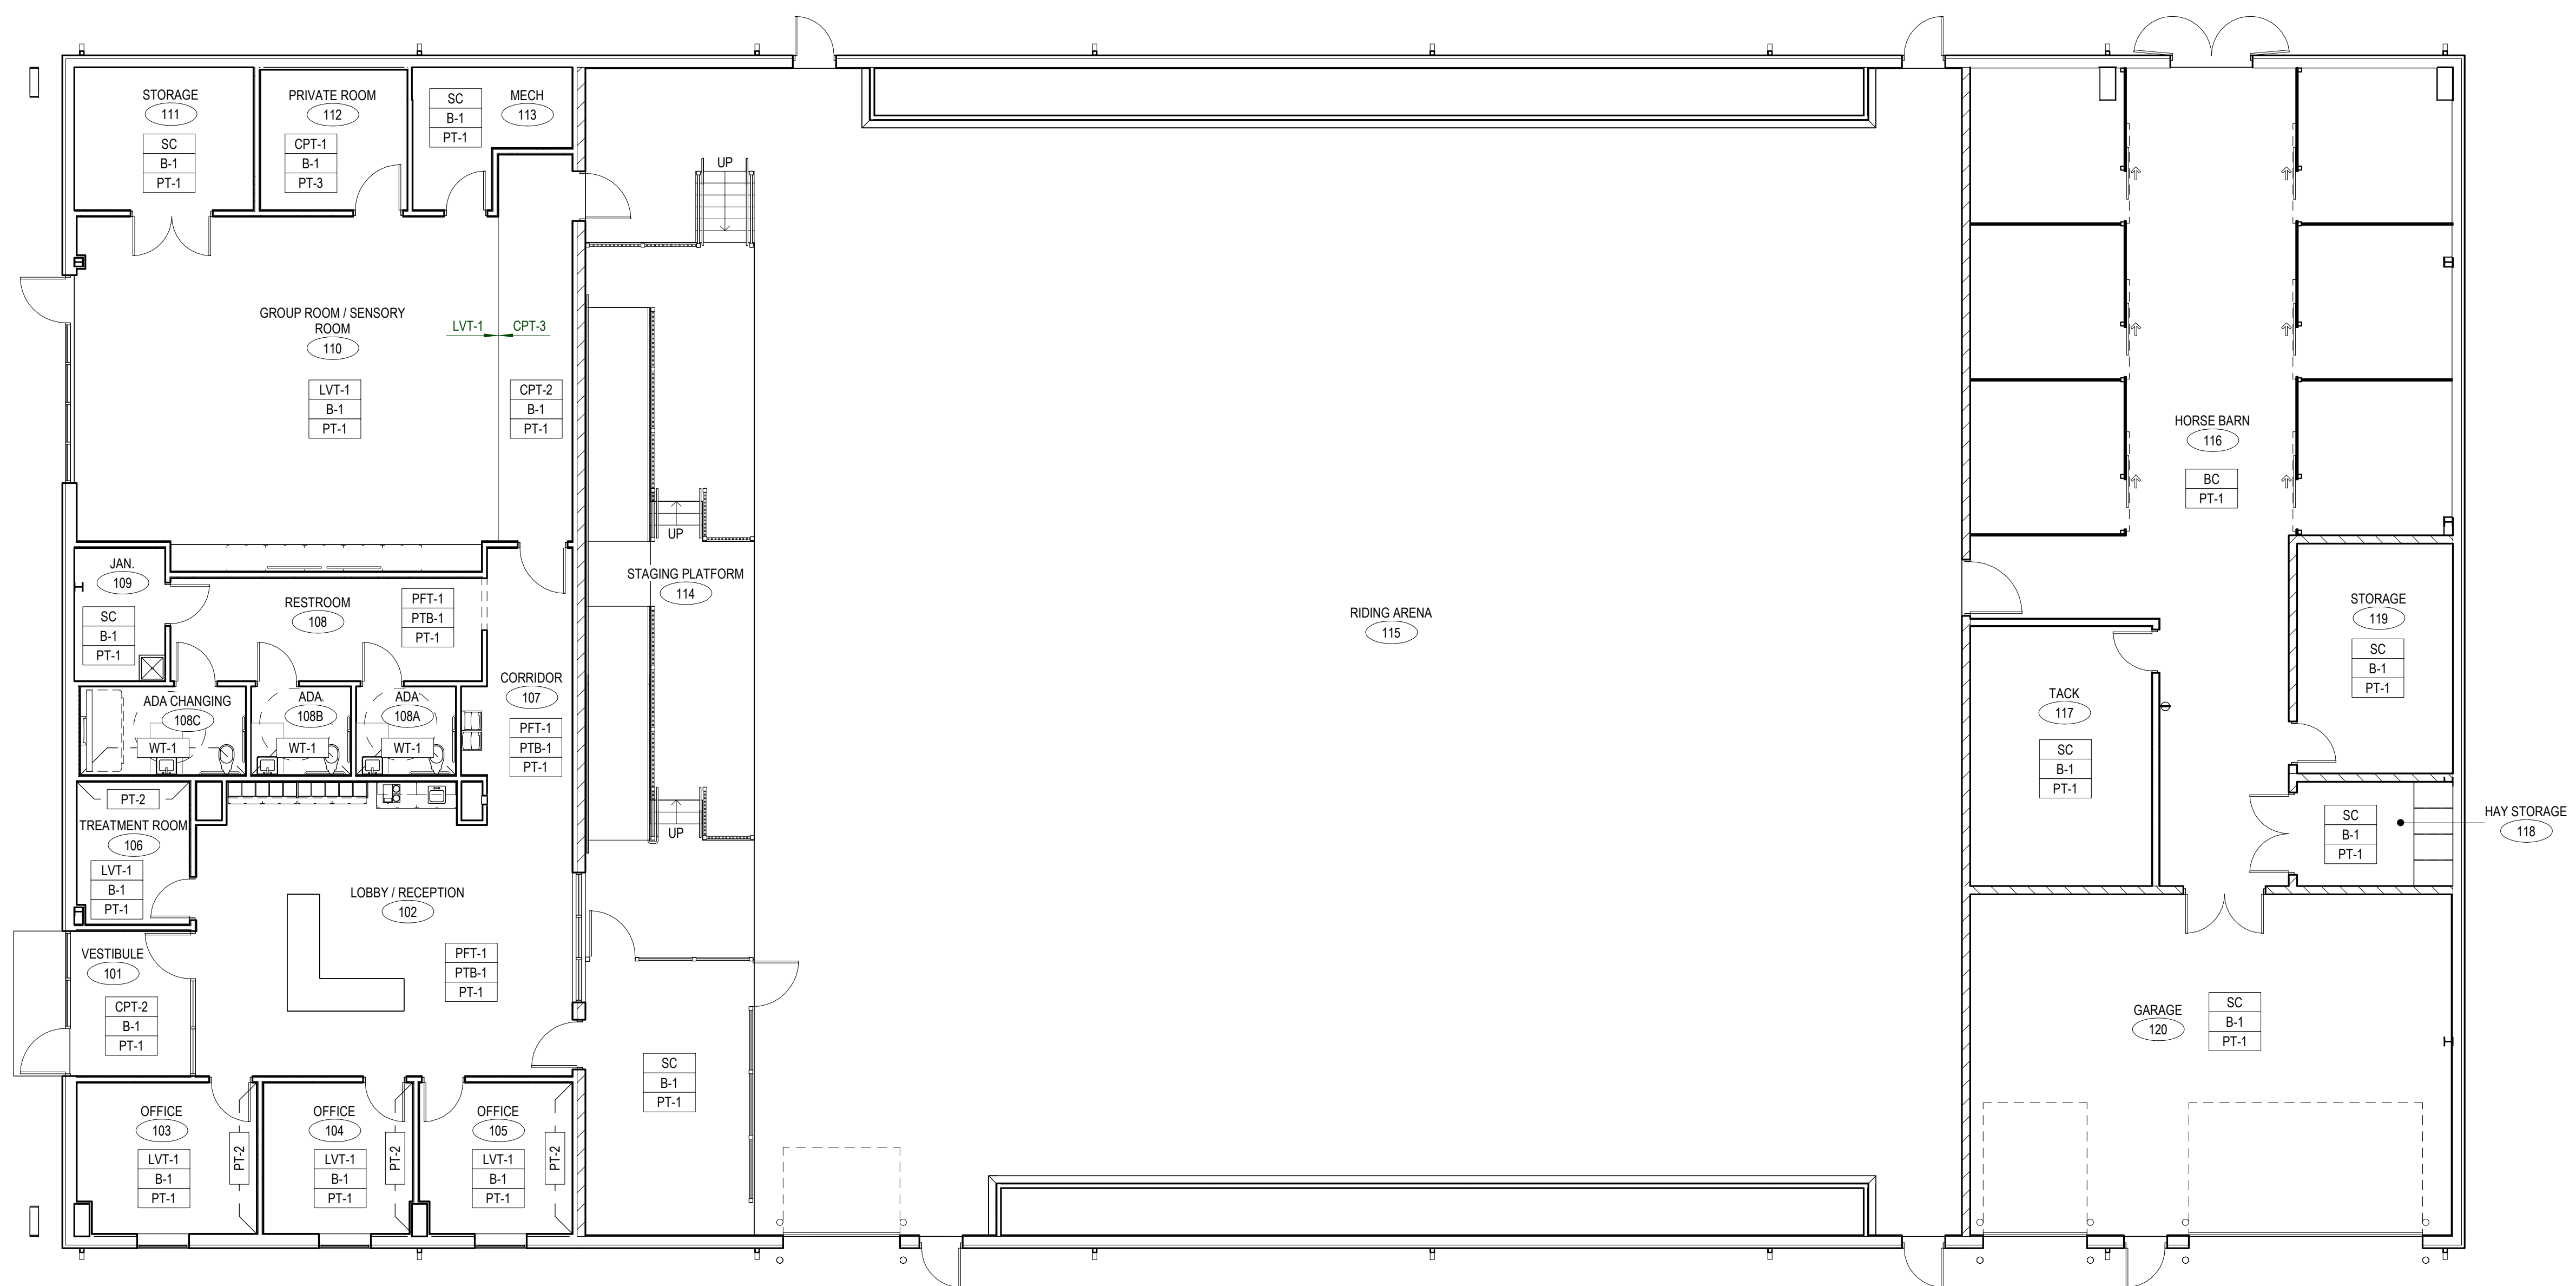 STORAGE
111
SC
B-1
PT-1
PRIVATE ROOM
112
CPT-1
B-1
PT-3
MECH
113
SC
B-1
PT-1
UP
GROUP ROOM / SENSORY
ROOM
110
LVT-1
B-1
PT-1
LVT-1
CPT-3
CPT-2
B-1
PT-1
UP
STAGING PLATFORM
114
UP
RIDING ARENA
115
HORSE BARN
116
BC
PT-1
JAN.
109
SC
B-1
PT-1
RESTROOM
108
PFT-1
PTB-1
PT-1
CORRIDOR
107
PFT-1
PTB-1
PT-1
ADA CHANGING
108C
WT-1
ADA
108B
WT-1
ADA
108A
WT-1
STORAGE
119
SC
B-1
PT-1
TACK
117
SC
B-1
PT-1
SC
B-1
PT-1
HAY STORAGE
118
PT-2
TREATMENT ROOM
106
LVT-1
B-1
PT-1
LOBBY / RECEPTION
102
PFT-1
PTB-1
PT-1
VESTIBULE
101
CPT-2
B-1
PT-1
SC
B-1
PT-1
GARAGE
120
SC
B-1
PT-1
OFFICE
103
LVT-1
B-1
PT-1
PT-2
OFFICE
104
LVT-1
B-1
PT-1
PT-2
OFFICE
105
LVT-1
B-1
PT-1
PT-2